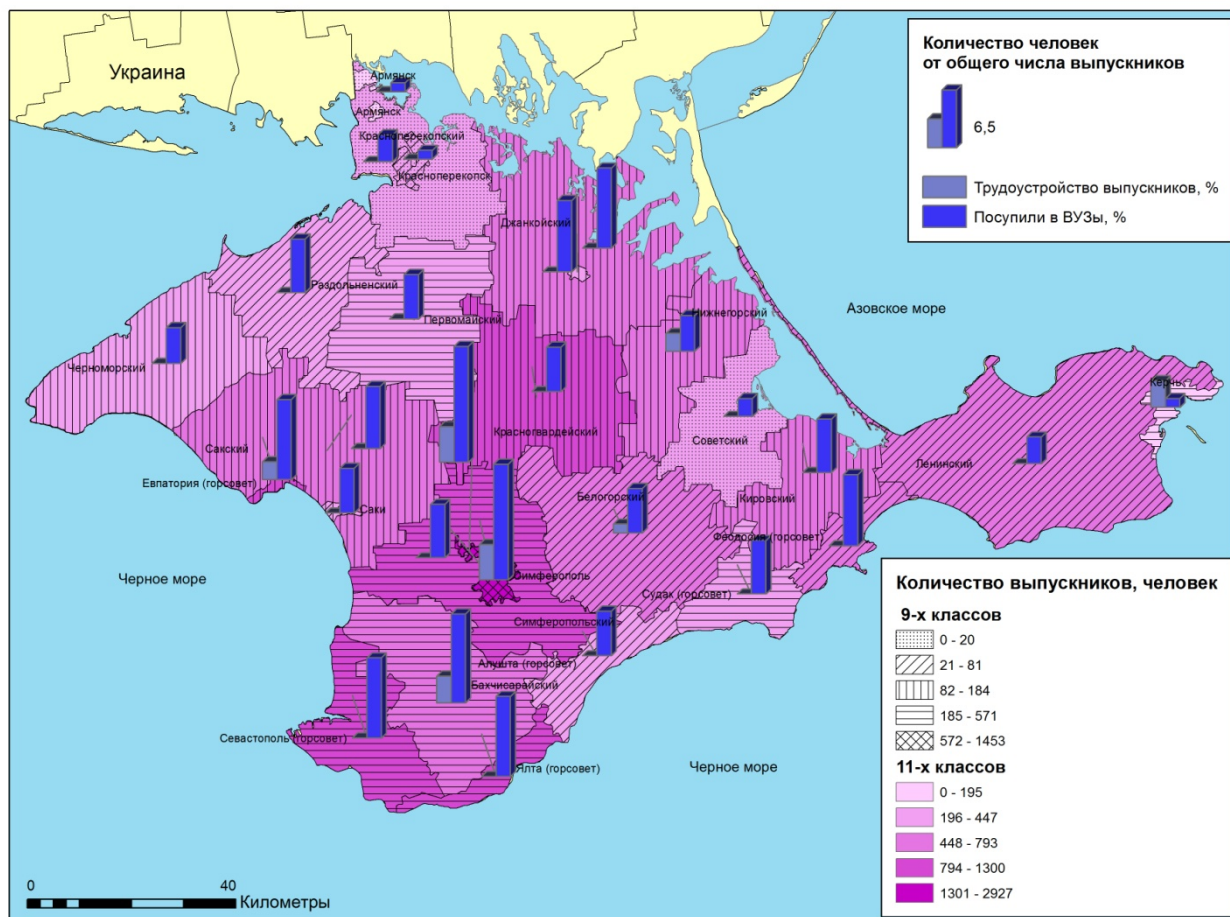 Украина
Армянск
Армянск
Красноперекопский
Красноперекопск
Джанкойский
Раздольненский
Первомайский
Нижнегорский
Азовское море
Черноморский
Керчь
Красногвардейский
Советский
Сакский
Ленинский
Евпатория (горсовет)
Саки
Белогорский
Кировский
Феодосия (горсовет)
Черное море
Симферополь
Судак (горсовет)
Симферопольский
Алушта (горсовет)
Бахчисарайский
Севастополь (горсовет)
Ялта (горсовет)
Черное море
0 40
Километры
Количество человек
от общего числа выпускников
6,5
Трудоустройство выпускников, %
Посупили в ВУЗы, %
Количество выпускников, человек
9-х классов
0 - 20
21 - 81
82 - 184
185 - 571
572 - 1453
11-х классов
0 - 195
196 - 447
448 - 793
794 - 1300
1301 - 2927